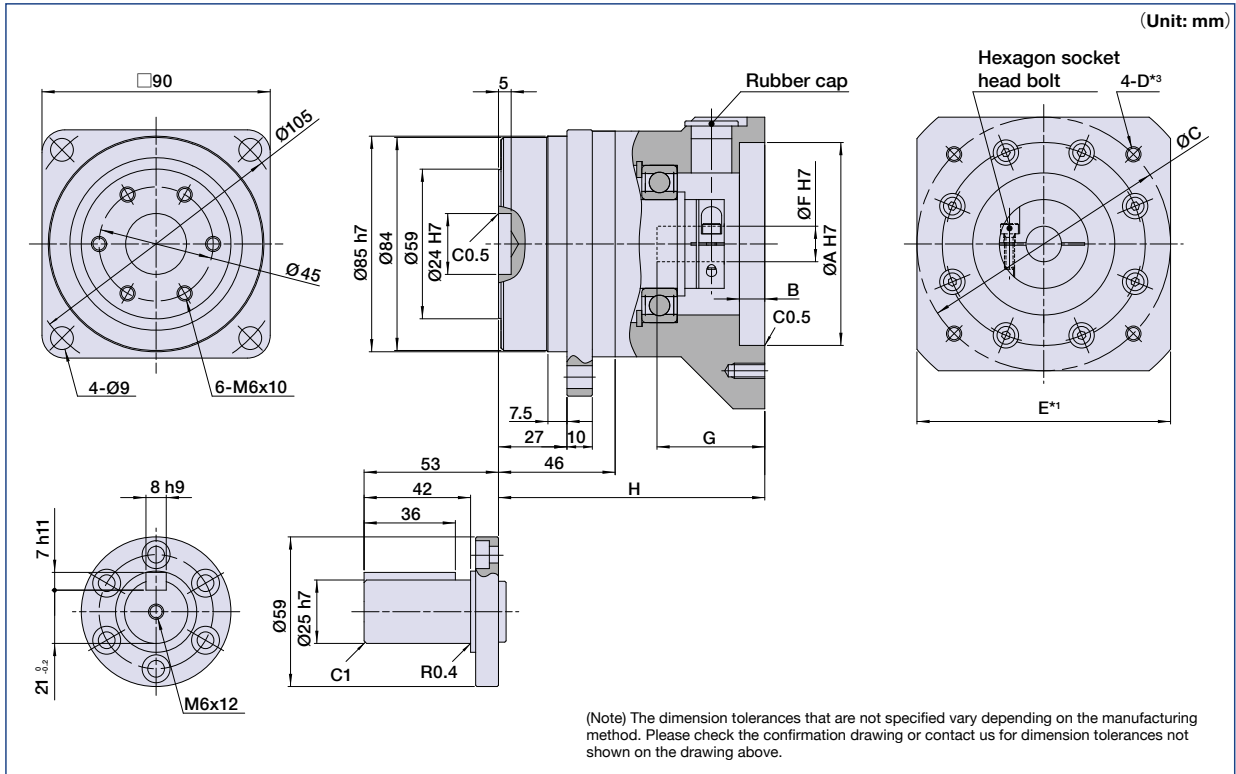 (Unit: mm)
□90
Ø105
Ø45
4-Ø9
6-M6x10
5
Rubber cap
Ø85 h7
Ø84
Ø59
Ø24 H7
C0.5
ØF H7
ØA H7
B
C0.5
7.5
27
10
G
46
H
Hexagon socket
head bolt
4-D*3
ØC
E*1
8 h9
7 h11
21 0 -0.2
M6x12
53
42
36
Ø59
Ø25 h7
C1
R0.4
(Note) The dimension tolerances that are not specified vary depending on the manufacturing
method. Please check the confirmation drawing or contact us for dimension tolerances not
shown on the drawing above.